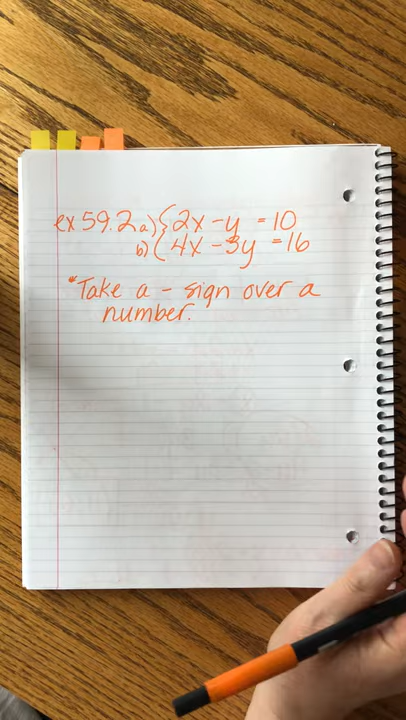 ex 59.2 a) { 2x - y = 10
b) ( 4x - 3y = 16
*Take a - sign over a
number.